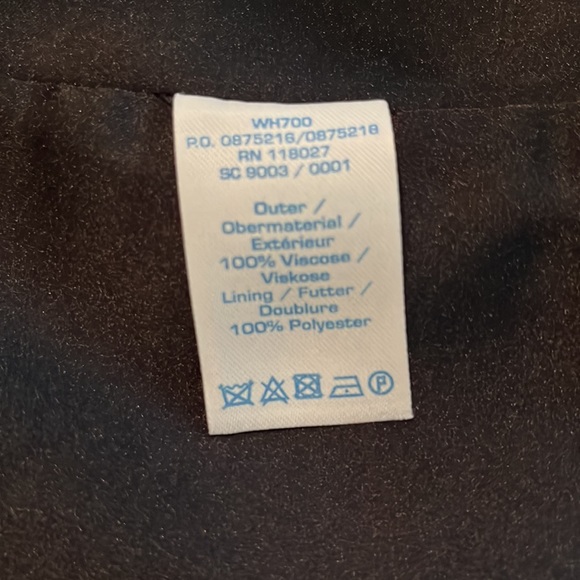 WH700
P.O. 0875216/0875218
RN 118027
SC 9003 / 0001
Outer /
Obermaterial /
Extérieur
100% Viscose /
Viskose
Lining / Futter /
Doublure
100% Polyester
P